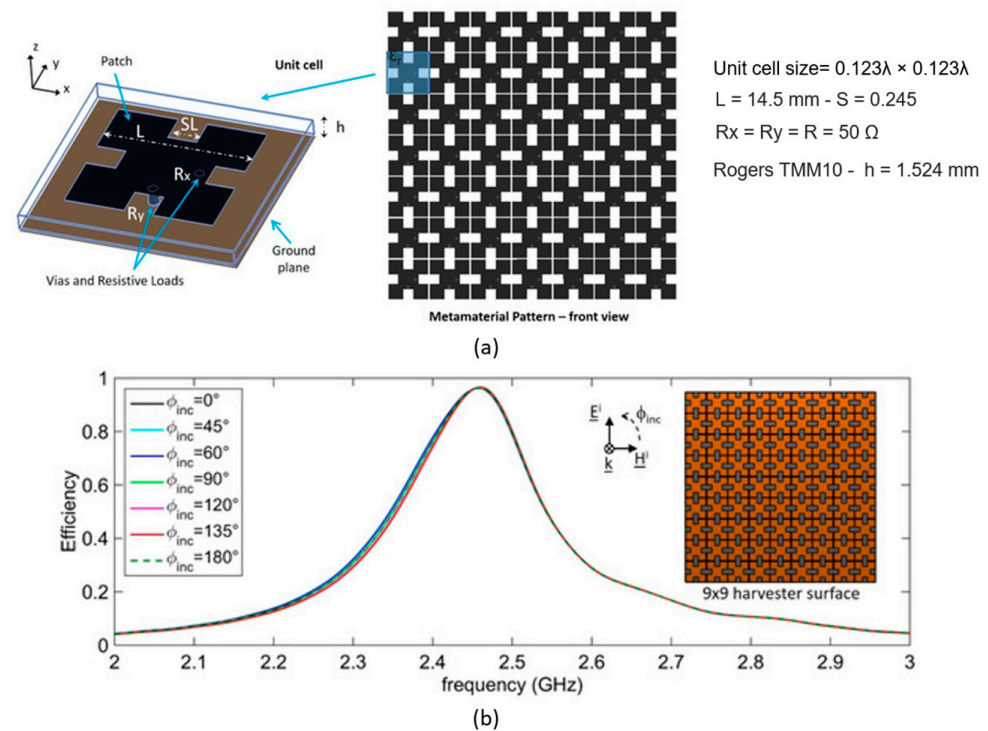 (a)
z
y
x
Patch
Unit cell
h
L
SL
Rx
Ry
Ground
plane
Vias and Resistive Loads
εr
Metamaterial Pattern – front view
Unit cell size= 0.123λ × 0.123λ
L = 14.5 mm - S = 0.245
Rx = Ry = R = 50 Ω
Rogers TMM10 - h = 1.524 mm
(a)
1
0.8
0.6
0.4
0.2
0
Efficiency
ϕinc=0°
ϕinc=45°
ϕinc=60°
ϕinc=90°
ϕinc=120°
ϕinc=135°
ϕinc=180°
Ei
ϕinc
k
Hi
9x9 harvester surface
2
2.1
2.2
2.3
2.4
2.5
2.6
2.7
2.8
2.9
3
frequency (GHz)
(b)